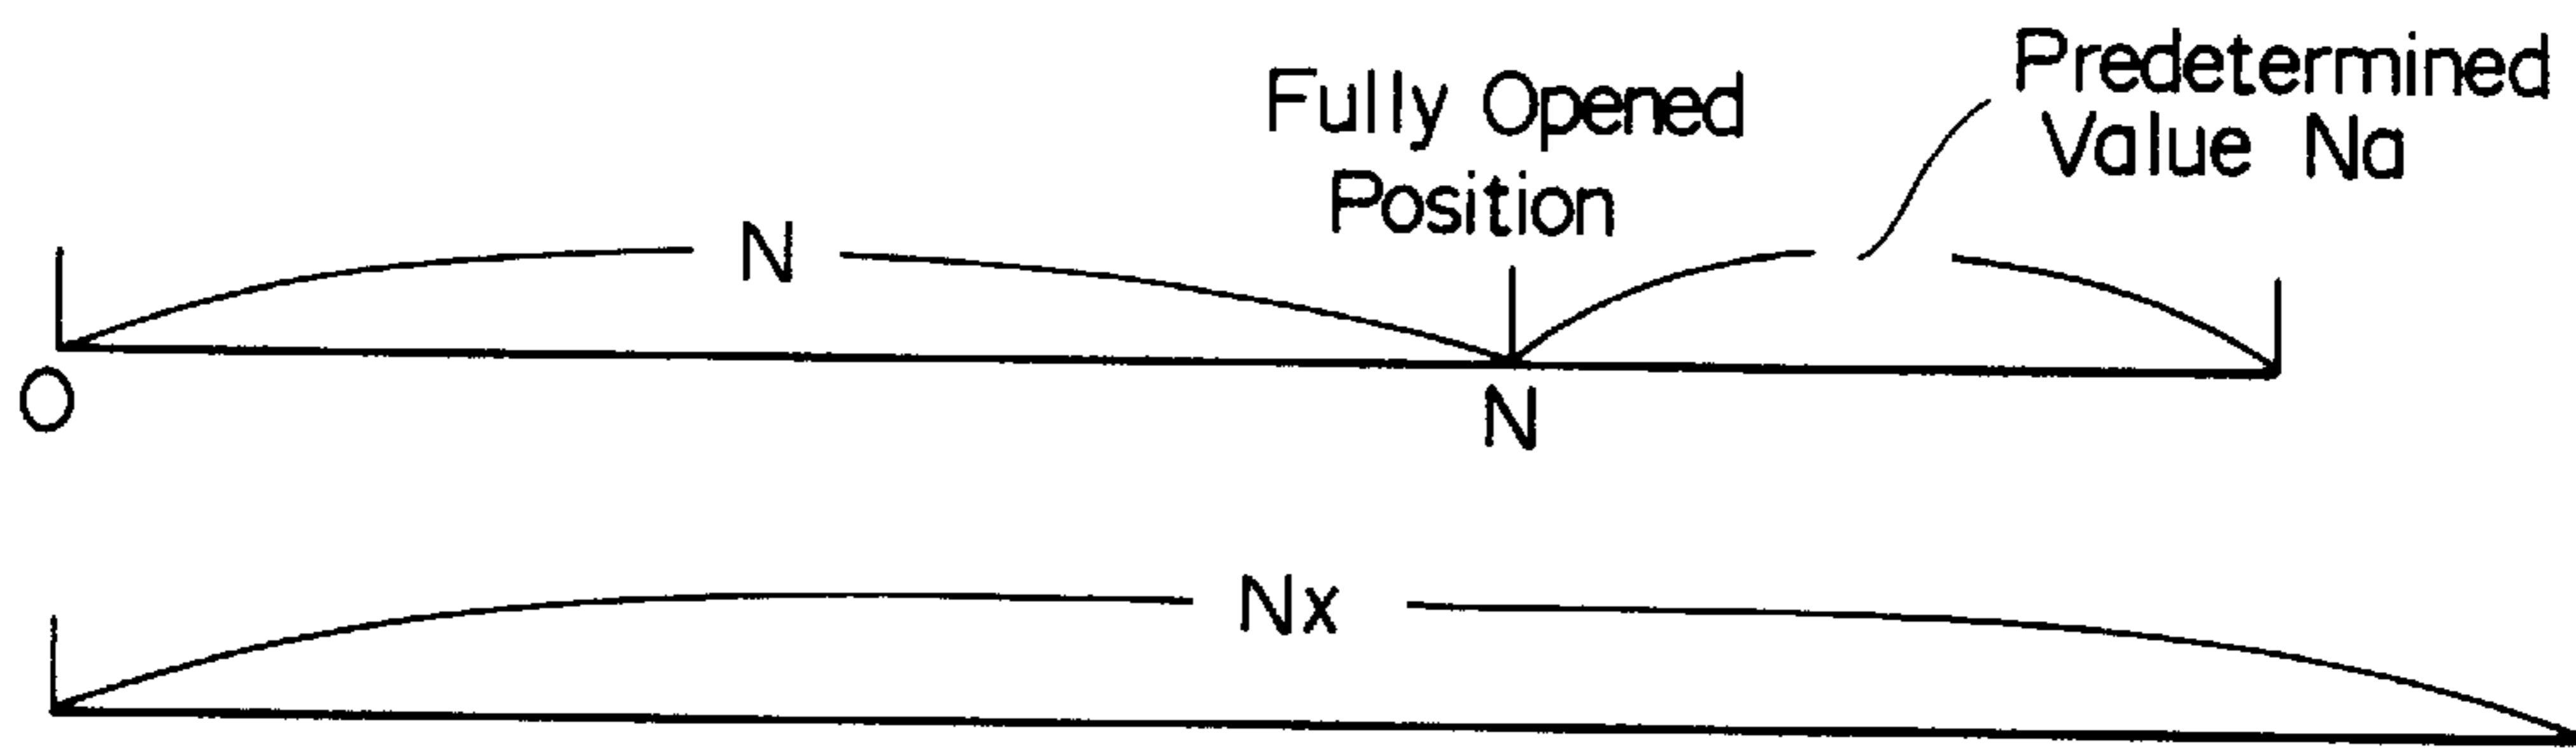 Fully Opened
Position
Predetermined
Value Na
N
O
N
Nx